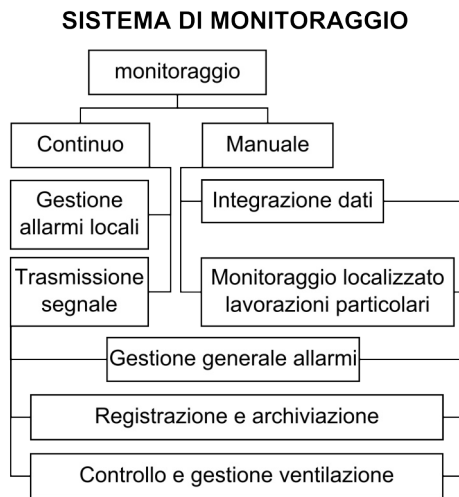 SISTEMA DI MONITORAGGIO
monitoraggio
Continuo
Manuale
Gestione
allarmi locali
Integrazione dati
Trasmissione
segnale
Monitoraggio localizzato
lavorazioni particolari
Gestione generale allarmi
Registrazione e archiviazione
Controllo e gestione ventilazione